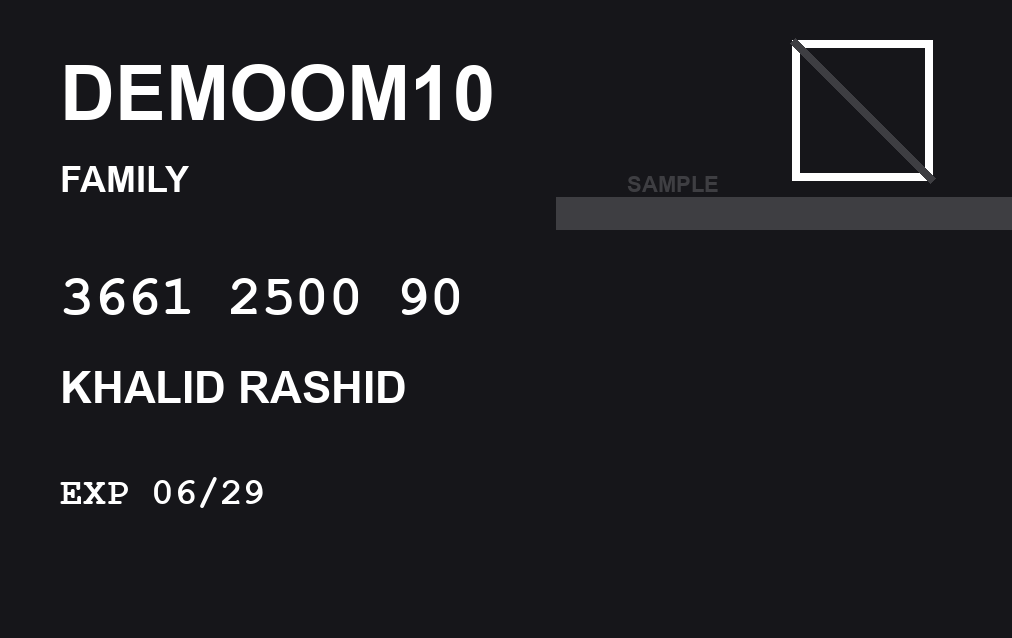 DEMOOM10
FAMILY
SAMPLE
3661 2500 90
KHALID RASHID
EXP 06/29